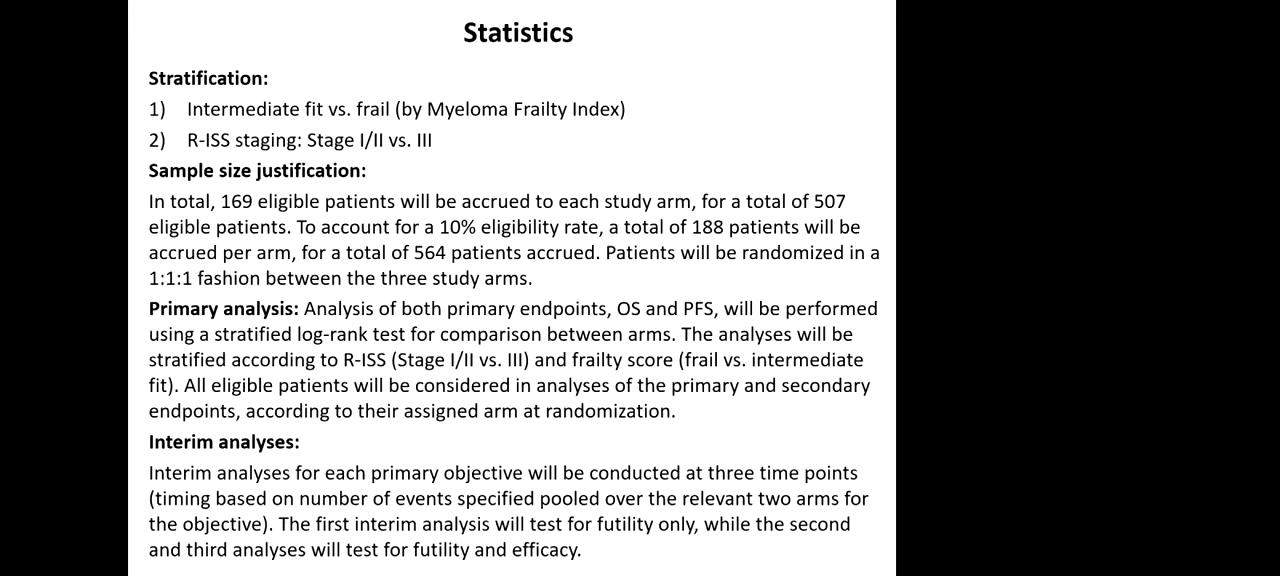 Statistics
Stratification:
1) Intermediate fit vs. frail (by Myeloma Frailty Index)
2) R-ISS staging: Stage I/II vs. III
Sample size justification:
In total, 169 eligible patients will be accrued to each study arm, for a total of 507
eligible patients. To account for a 10% eligibility rate, a total of 188 patients will be
accrued per arm, for a total of 564 patients accrued. Patients will be randomized in a
1:1:1 fashion between the three study arms.
Primary analysis: Analysis of both primary endpoints, OS and PFS, will be performed
using a stratified log-rank test for comparison between arms. The analyses will be
stratified according to R-ISS (Stage I/II vs. III) and frailty score (frail vs. intermediate
fit). All eligible patients will be considered in analyses of the primary and secondary
endpoints, according to their assigned arm at randomization.
Interim analyses:
Interim analyses for each primary objective will be conducted at three time points
(timing based on number of events specified pooled over the relevant two arms for
the objective). The first interim analysis will test for futility only, while the second
and third analyses will test for futility and efficacy.